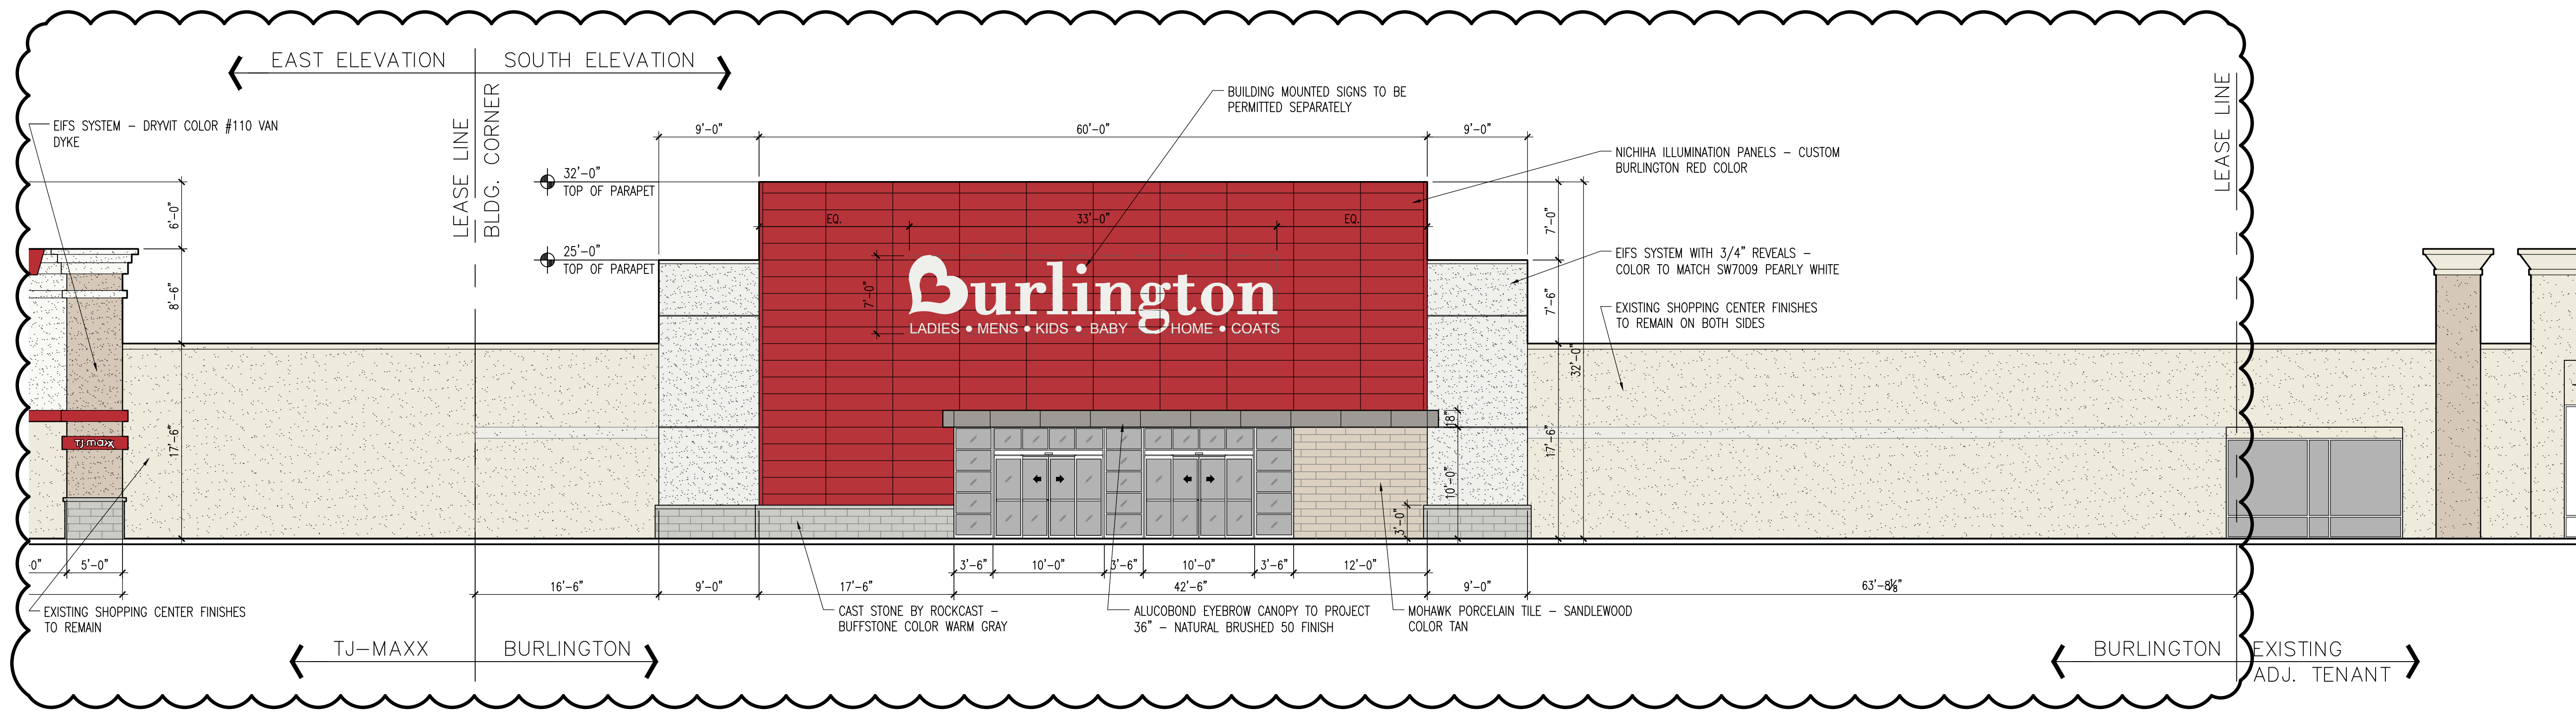 EAST ELEVATION
SOUTH ELEVATION
LEASE LINE
BLDG. CORNER
LEASE LINE
EIFS SYSTEM – DRYVIT COLOR #110 VAN
DYKE
BUILDING MOUNTED SIGNS TO BE
PERMITTED SEPARATELY
9'-0"
60'-0"
9'-0"
NICHIHA ILLUMINATION PANELS – CUSTOM
BURLINGTON RED COLOR
32'-0"
TOP OF PARAPET
6'-0"
EQ.
33'-0"
EQ.
7'-0"
25'-0"
TOP OF PARAPET
EIFS SYSTEM WITH 3/4" REVEALS –
COLOR TO MATCH SW7009 PEARLY WHITE
8'-6"
7'-0"
Burlington
LADIES • MENS • KIDS • BABY HOME • COATS
7'-6"
EXISTING SHOPPING CENTER FINISHES
TO REMAIN ON BOTH SIDES
32'-0"
TJ·maxx
17'-6"
18"
17'-6"
10'-0"
3'-0"
-0"
5'-0"
3'-6"
10'-0"
3'-6"
10'-0"
3'-6"
12'-0"
16'-6"
9'-0"
17'-6"
42'-6"
9'-0"
63'-8⅛"
EXISTING SHOPPING CENTER FINISHES
TO REMAIN
CAST STONE BY ROCKCAST –
BUFFSTONE COLOR WARM GRAY
ALUCOBOND EYEBROW CANOPY TO PROJECT
36" – NATURAL BRUSHED 50 FINISH
MOHAWK PORCELAIN TILE – SANDLEWOOD
COLOR TAN
TJ–MAXX
BURLINGTON
BURLINGTON
EXISTING
ADJ. TENANT